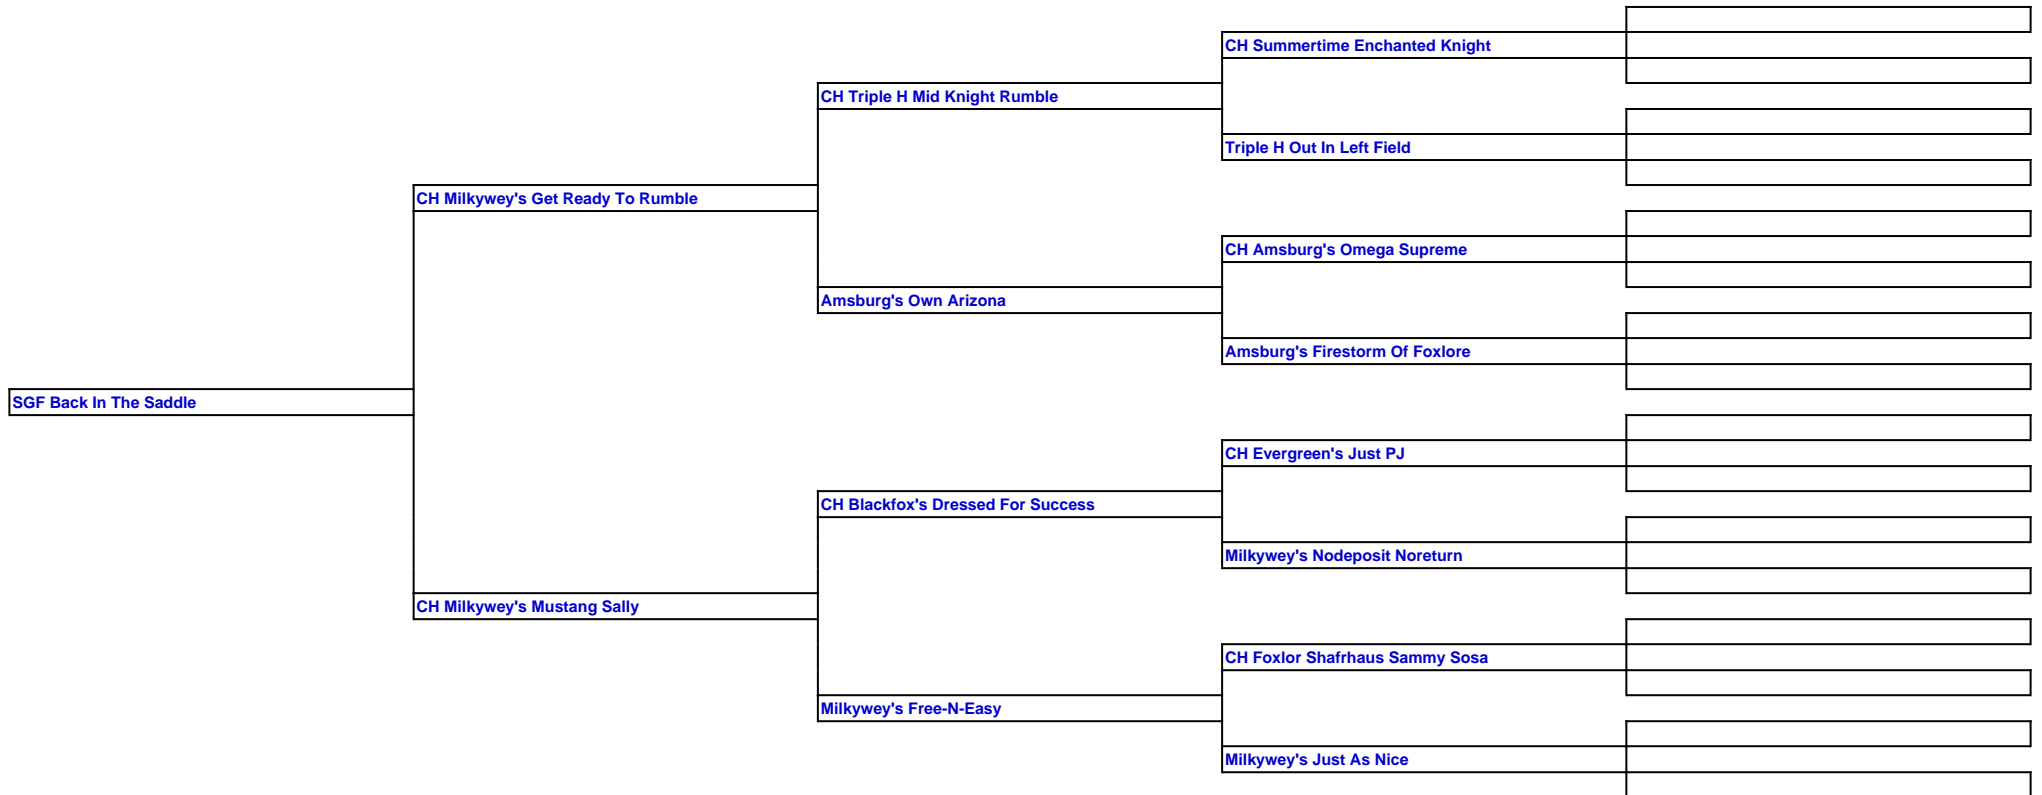 CH Summertime Enchanted Knight
CH Triple H Mid Knight Rumble
Triple H Out In Left Field
CH Milkywey's Get Ready To Rumble
CH Amsburg's Omega Supreme
Amsburg's Own Arizona
Amsburg's Firestorm Of Foxlore
SGF Back In The Saddle
CH Evergreen's Just PJ
CH Blackfox's Dressed For Success
Milkywey's Nodeposit Noreturn
CH Milkywey's Mustang Sally
CH Foxlor Shafrhaus Sammy Sosa
Milkywey's Free-N-Easy
Milkywey's Just As Nice